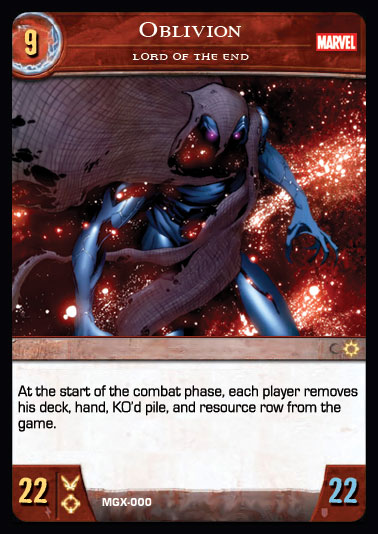 9
OBLIVION
LORD OF THE END
MARVEL
C
At the start of the combat phase, each player removes
his deck, hand, KO'd pile, and resource row from the
game.
22
MGX-000
22